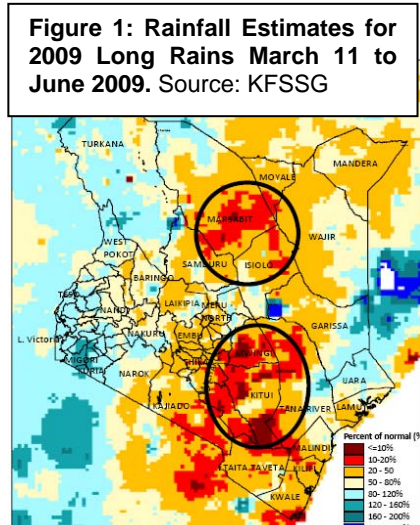 Figure 1: Rainfall Estimates for
2009 Long Rains March 11 to
June 2009. Source: KFSSG
TURKANA
MANDERA
MOYALE
MARSABIT
WAJIR
WEST
POKOT
SAMBURU
ISIOLO
BARINGO
LAIKIPIA
MERU
NORTH
NANDI
GARISSA
L. Victoria
NAKURU
EMBU
MWINGI
MIGORI
KURIA
NAROK
KITUI
IJARA
KAJIADO
TANA RIVER
LAMU
MALINDI
TAITA TAVETA
KILIFI
KWALE
Percent of normal (%
<=10%
10-20%
20 - 50
50 - 80%
80- 120%
120 - 160%
160 - 200%